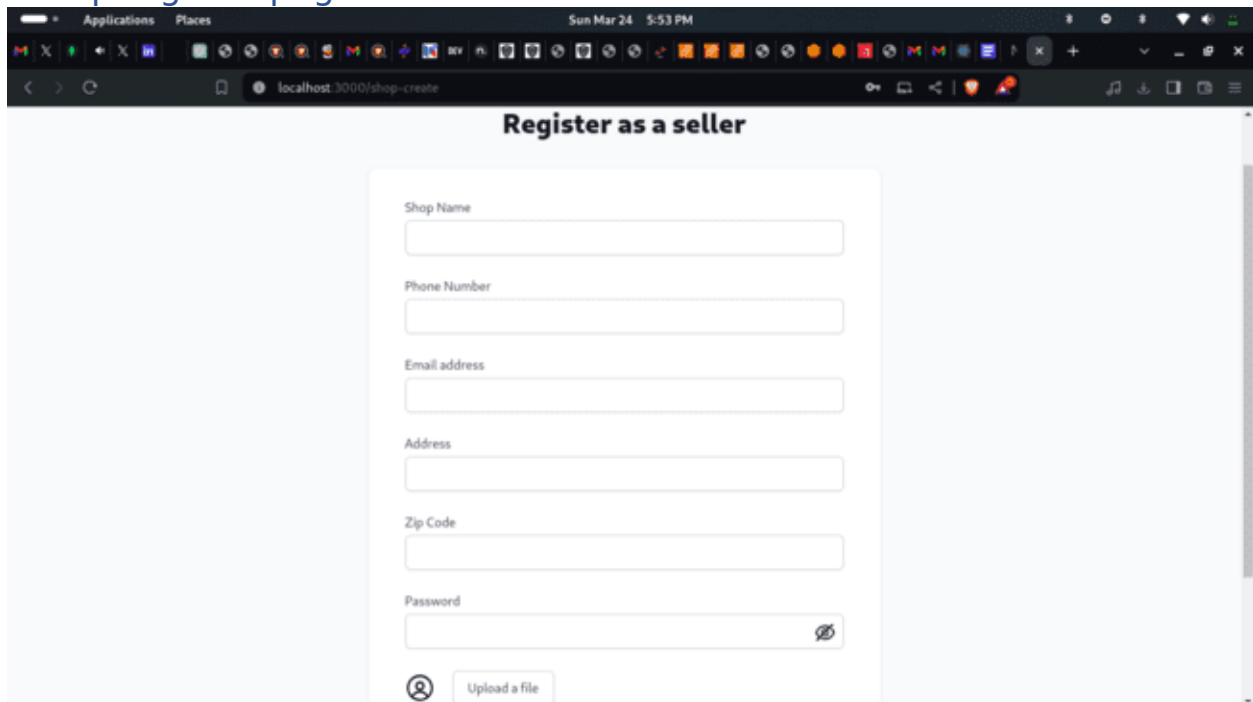 Applications Places Sun Mar 24 5:53 PM
localhost:3000/shop-create
Register as a seller
Shop Name
Phone Number
Email address
Address
Zip Code
Password
Upload a file